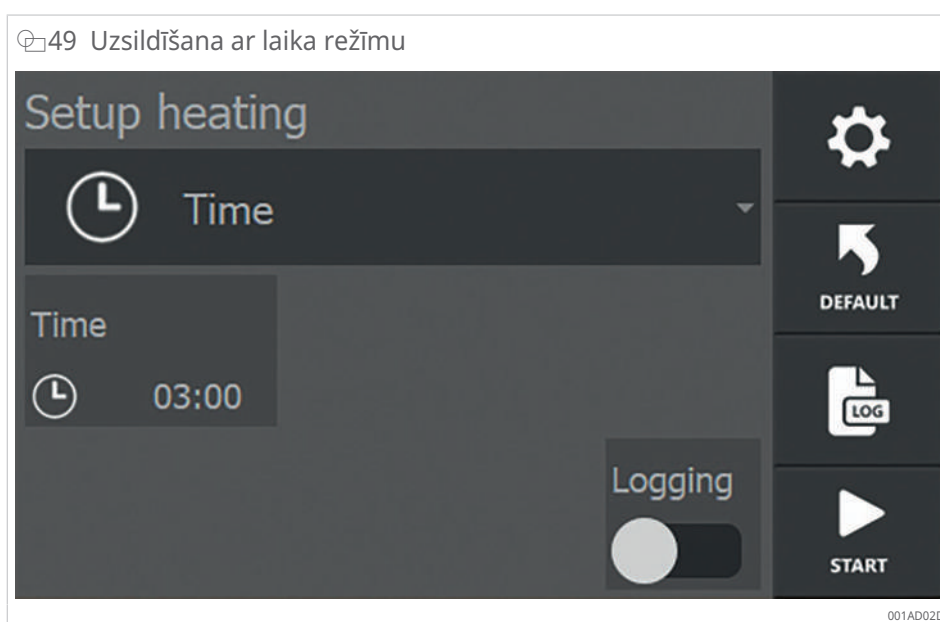 49 Uzsildīšana ar laika režīmu
Setup heating
Time
DEFAULT
Time
03:00
LOG
Logging
START
001AD02D